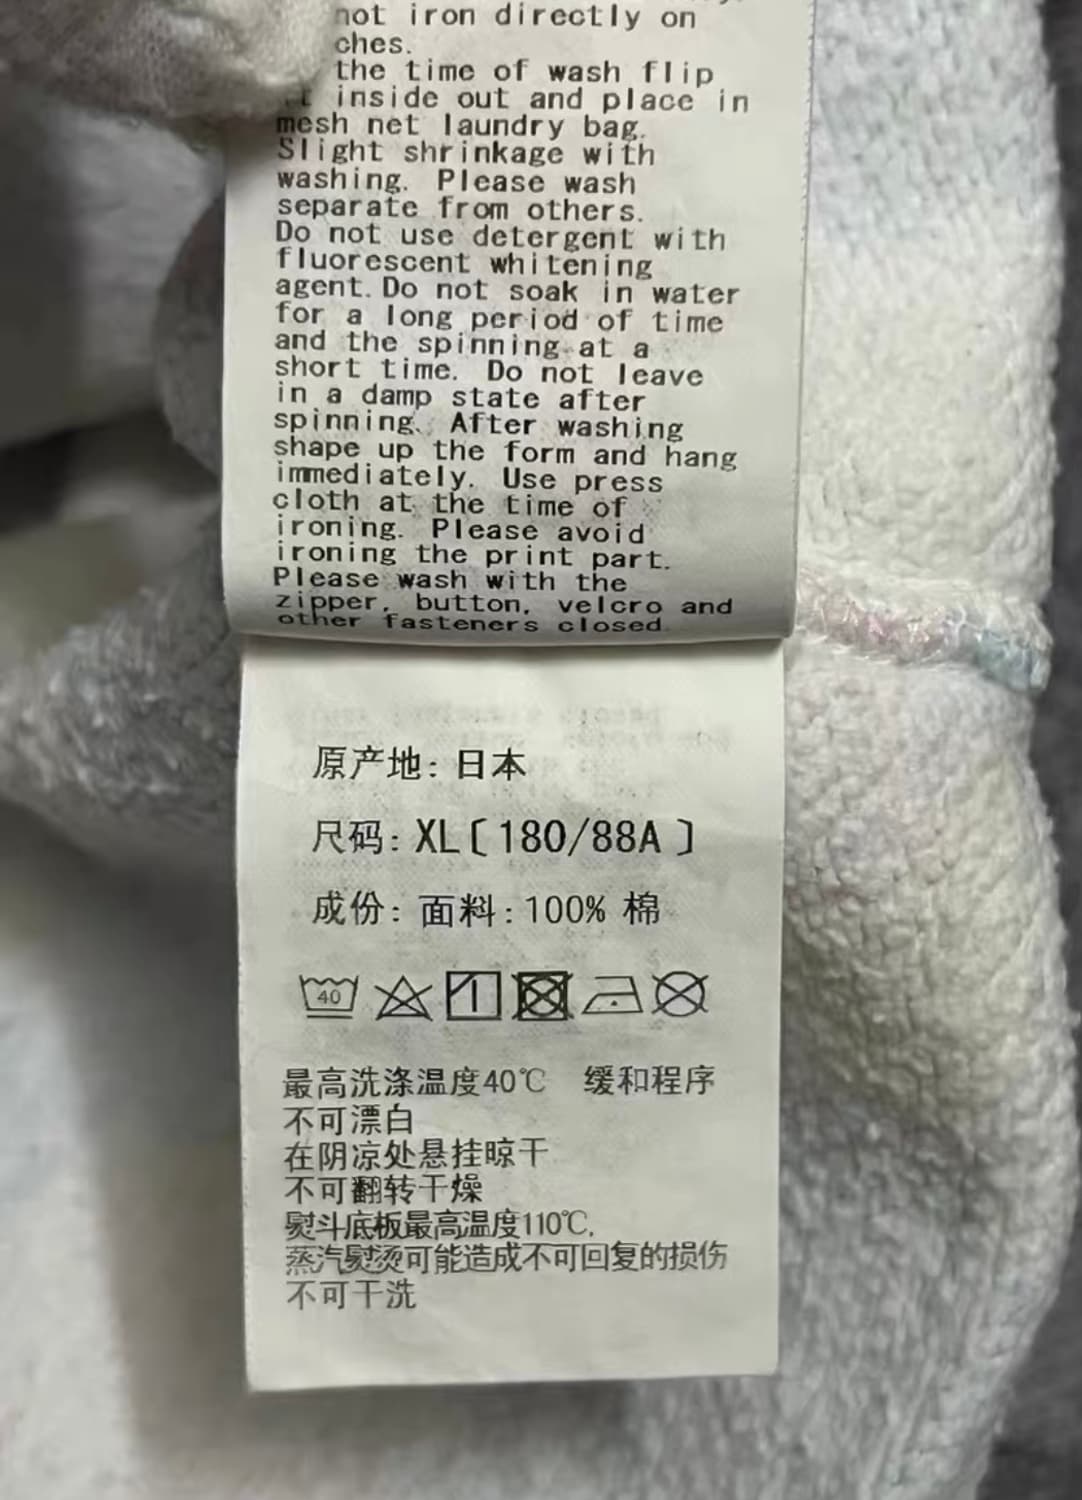 not iron directly on
ches.
the time of wash flip
it inside out and place in
mesh net laundry bag.
Slight shrinkage with
washing. Please wash
separate from others.
Do not use detergent with
fluorescent whitening
agent. Do not soak in water
for a long period of time
and the spinning at a
short time. Do not leave
in a damp state after
spinning. After washing
shape up the form and hang
immediately. Use press
cloth at the time of
ironing. Please avoid
ironing the print part.
Please wash with the
zipper, button, velcro and
other fasteners closed.
原产地: 日本
尺码: XL〔180/88A〕
成份: 面料: 100% 棉
40
最高洗涤温度40℃ 缓和程序
不可漂白
在阴凉处悬挂晾干
不可翻转干燥
熨斗底板最高温度110℃,
蒸汽熨烫可能造成不可回复的损伤
不可干洗